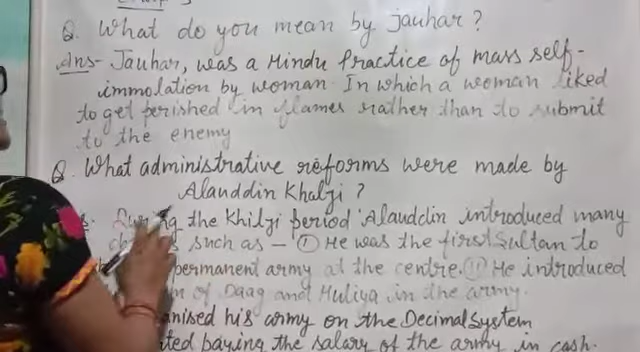 Q. What do you mean by jauhar ?
Ans- Jauhar, was a Hindu Practice of mass self-
immolation by woman. In which a woman liked
to get perished in flames rather than to submit
to the enemy
Q. What administrative reforms were made by
Alauddin Khalji ?
the Khilji period Alauddin introduced many
such as - (I) He was the first Sultan to
permanent army at the centre. (II) He introduced
of Daag and Huliya in the army.
his army on the Decimal System
paying the salary of the army in cash.